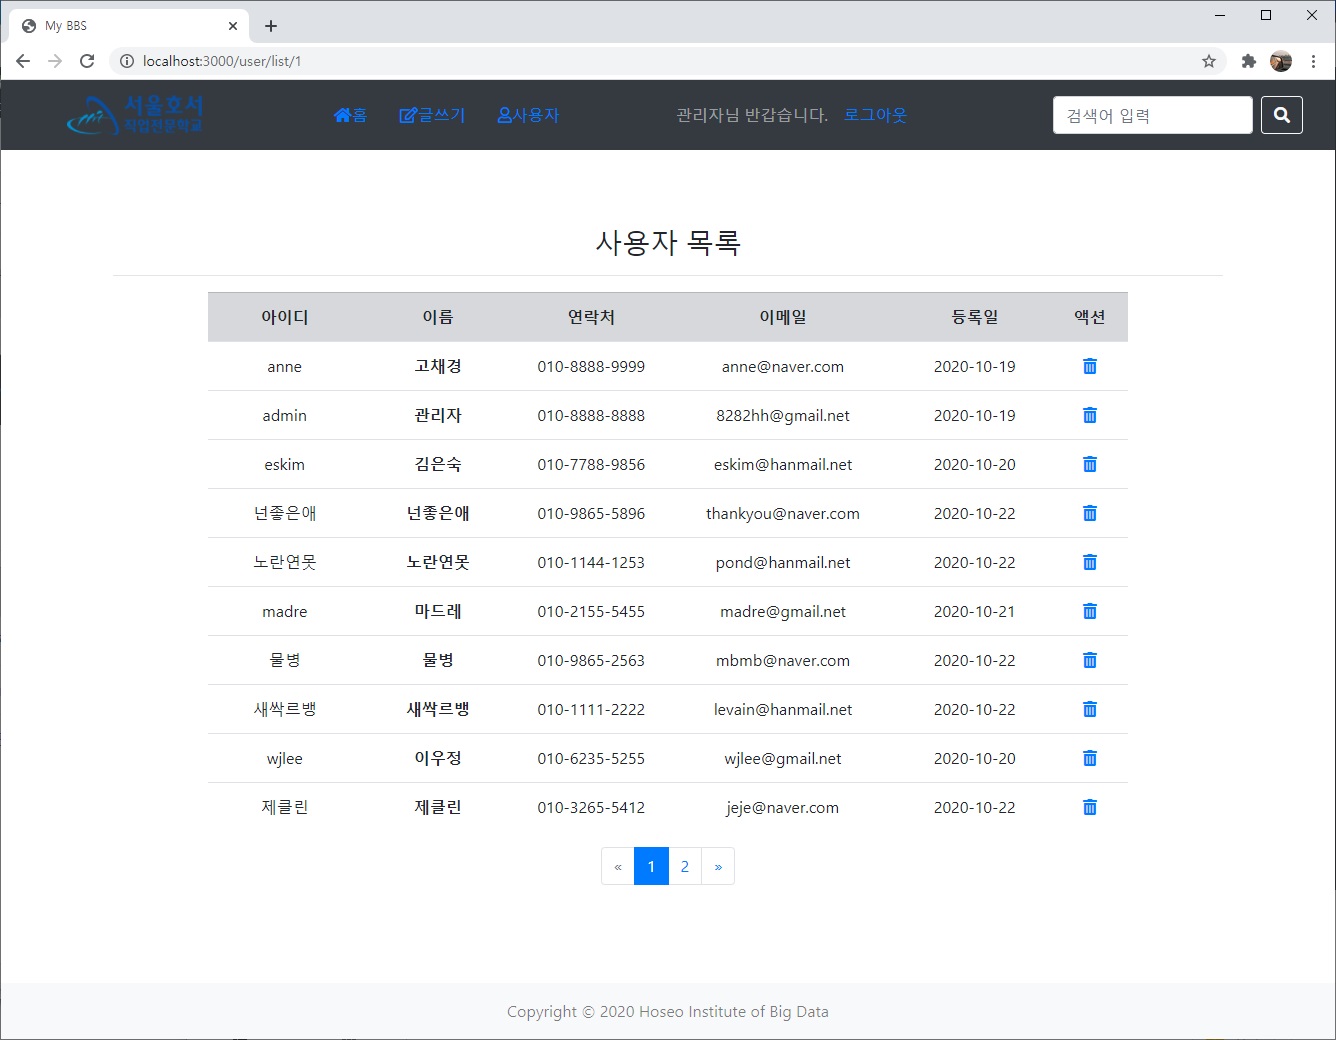 My BBS
localhost:3000/user/list/1
서울호서
직업전문학교
홈 글쓰기 사용자 관리자님 반갑습니다. 로그아웃 검색어 입력
사용자 목록
아이디 이름 연락처 이메일 등록일 액션
anne 고채경 010-8888-9999 anne@naver.com 2020-10-19
admin 관리자 010-8888-8888 8282hh@gmail.net 2020-10-19
eskim 김은숙 010-7788-9856 eskim@hanmail.net 2020-10-20
넌좋은애 넌좋은애 010-9865-5896 thankyou@naver.com 2020-10-22
노란연못 노란연못 010-1144-1253 pond@hanmail.net 2020-10-22
madre 마드레 010-2155-5455 madre@gmail.net 2020-10-21
물병 물병 010-9865-2563 mbmb@naver.com 2020-10-22
새싹르뱅 새싹르뱅 010-1111-2222 levain@hanmail.net 2020-10-22
wjlee 이우정 010-6235-5255 wjlee@gmail.net 2020-10-20
제클린 제클린 010-3265-5412 jeje@naver.com 2020-10-22
« 1 2 »
Copyright © 2020 Hoseo Institute of Big Data